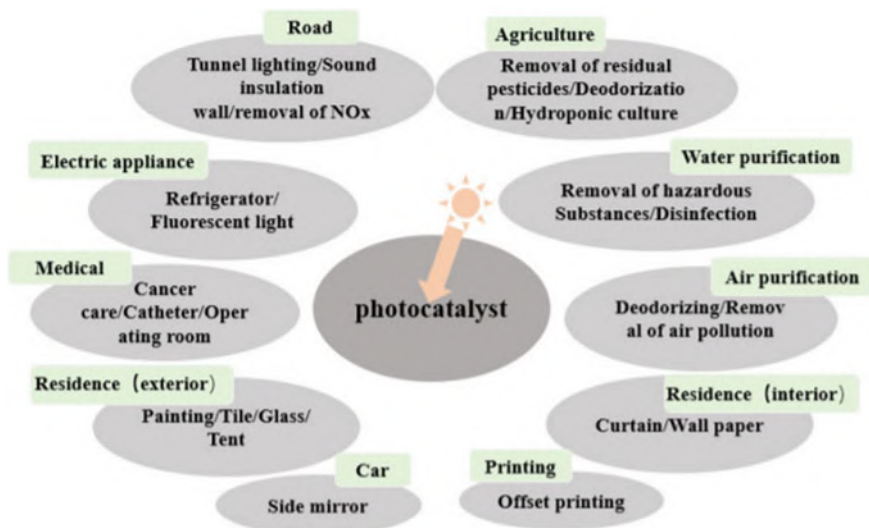 Road
Tunnel lighting/Sound
insulation
wall/removal of NOx
Agriculture
Removal of residual
pesticides/Deodorizatio
n/Hydroponic culture
Electric appliance
Refrigerator/
Fluorescent light
Water purification
Removal of hazardous
Substances/Disinfection
Medical
Cancer
care/Catheter/Oper
ating room
photocatalyst
Air purification
Deodorizing/Remov
al of air pollution
Residence（exterior）
Painting/Tile/Glass/
Tent
Residence（interior）
Curtain/Wall paper
Car
Side mirror
Printing
Offset printing